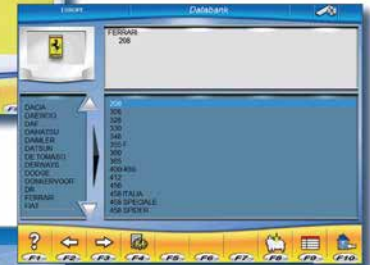 Databank
FERRARI
208
DACIA
DAEWOO
DAF
DAIHATSU
DAIMLER
DATSUN
DE TOMASO
DERWAYS
DODGE
DONKERVOORT
DR
FERRARI
FIAT
208
308
328
330
348
355 F
360
365
400/400i
412
456
458 ITALIA
458 SPECIALE
458 SPIDER
F1
F2
F3
F4
F5
F6
F7
F8
F9
F10